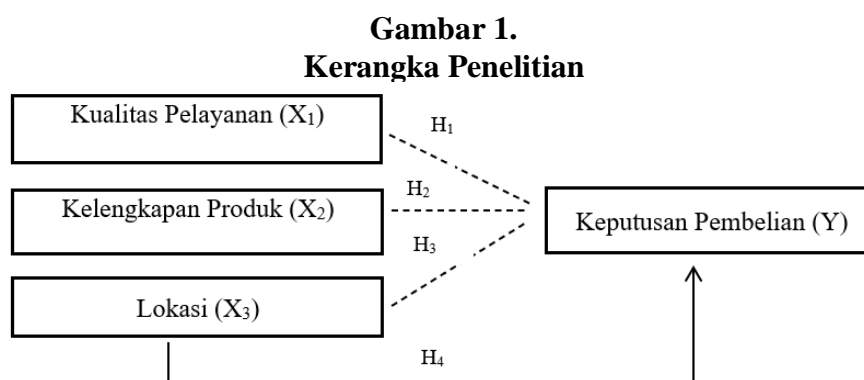 Gambar 1.
Kerangka Penelitian
Kualitas Pelayanan (X₁)
H₁
H₂
Kelengkapan Produk (X₂)
Keputusan Pembelian (Y)
H₃
Lokasi (X₃)
H₄